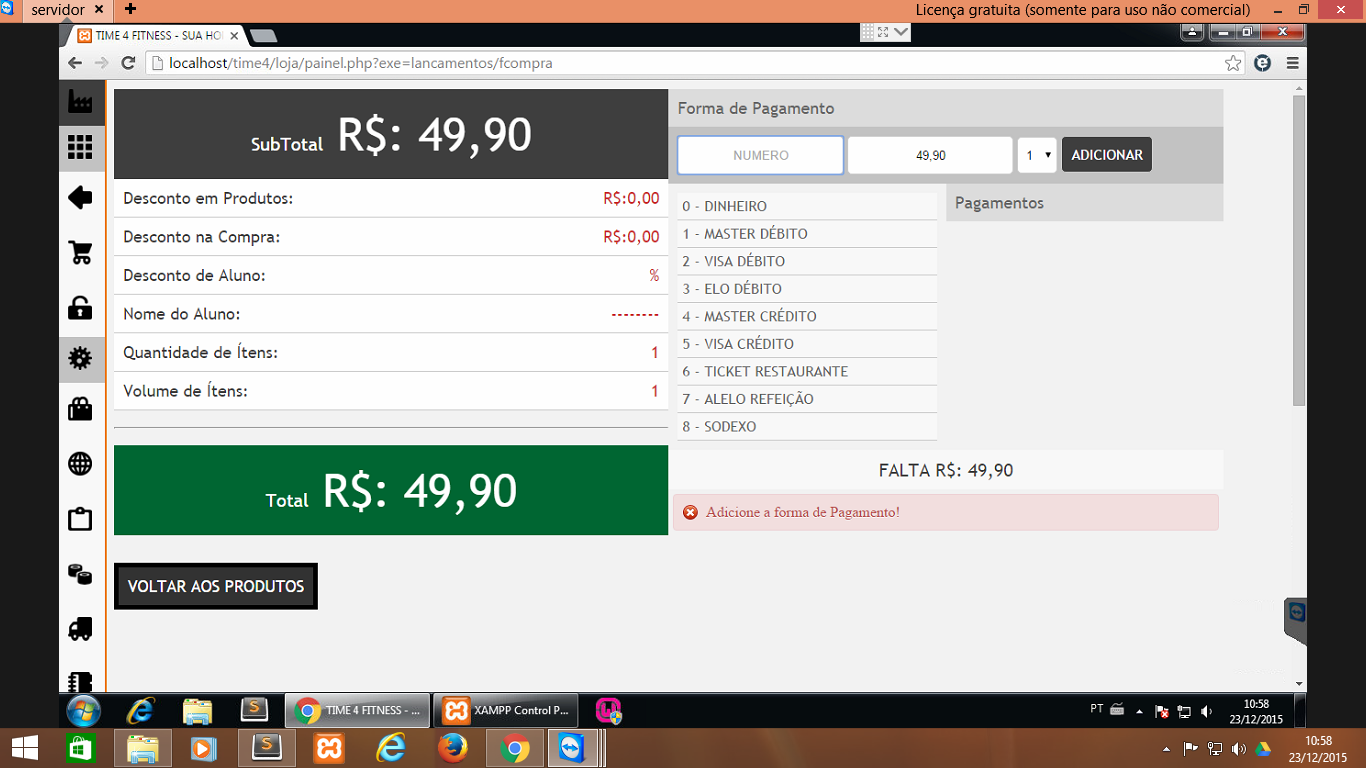 servidor
Licença gratuita (somente para uso não comercial)
TIME 4 FITNESS - SUA HO
localhost/time4/loja/painel.php?exe=lancamentos/fcompra
SubTotal R$: 49,90
Desconto em Produtos: R$:0,00
Desconto na Compra: R$:0,00
Desconto de Aluno: %
Nome do Aluno: --------
Quantidade de Ítens: 1
Volume de Ítens: 1
Total R$: 49,90
VOLTAR AOS PRODUTOS
Forma de Pagamento
NUMERO 49,90 1 ADICIONAR
0 - DINHEIRO
1 - MASTER DÉBITO
2 - VISA DÉBITO
3 - ELO DÉBITO
4 - MASTER CRÉDITO
5 - VISA CRÉDITO
6 - TICKET RESTAURANTE
7 - ALELO REFEIÇÃO
8 - SODEXO
Pagamentos
FALTA R$: 49,90
Adicione a forma de Pagamento!
TIME 4 FITNESS - ...
XAMPP Control P...
PT
10:58
23/12/2015
10:58
23/12/2015